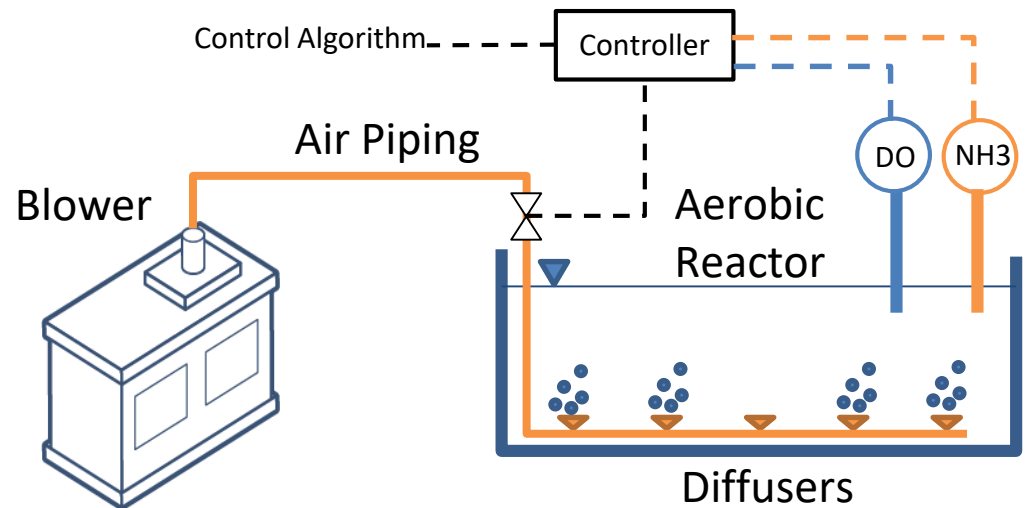 Control Algorithm
Controller
Air Piping
DO
NH3
Blower
Aerobic
Reactor
Diffusers